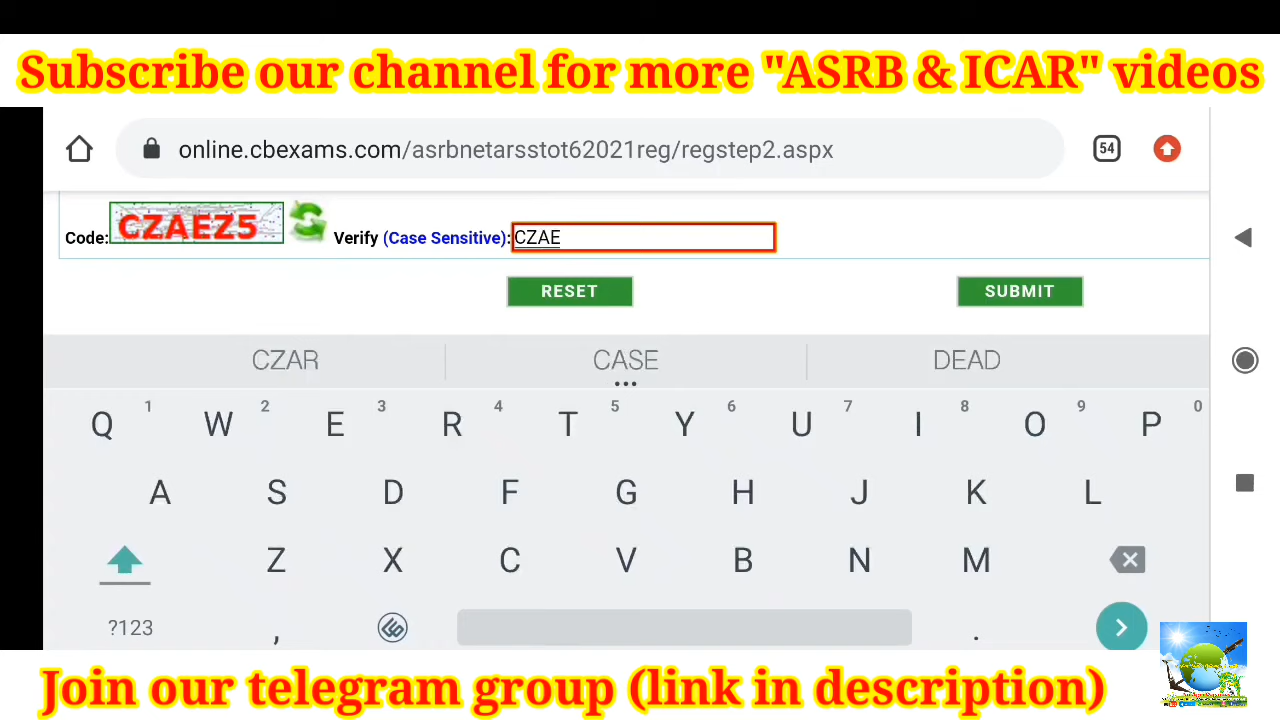 Subscribe our channel for more "ASRB & ICAR" videos
online.cbexams.com/asrbnetarsstot62021reg/regstep2.aspx 54
Code: CZAEZ5 Verify (Case Sensitive): CZAE
RESET SUBMIT
CZAR CASE DEAD
Q 1 W 2 E 3 R 4 T 5 Y 6 U 7 I 8 O 9 P 0
A S D F G H J K L
Z X C V B N M
?123 , .
Join our telegram group (link in description)